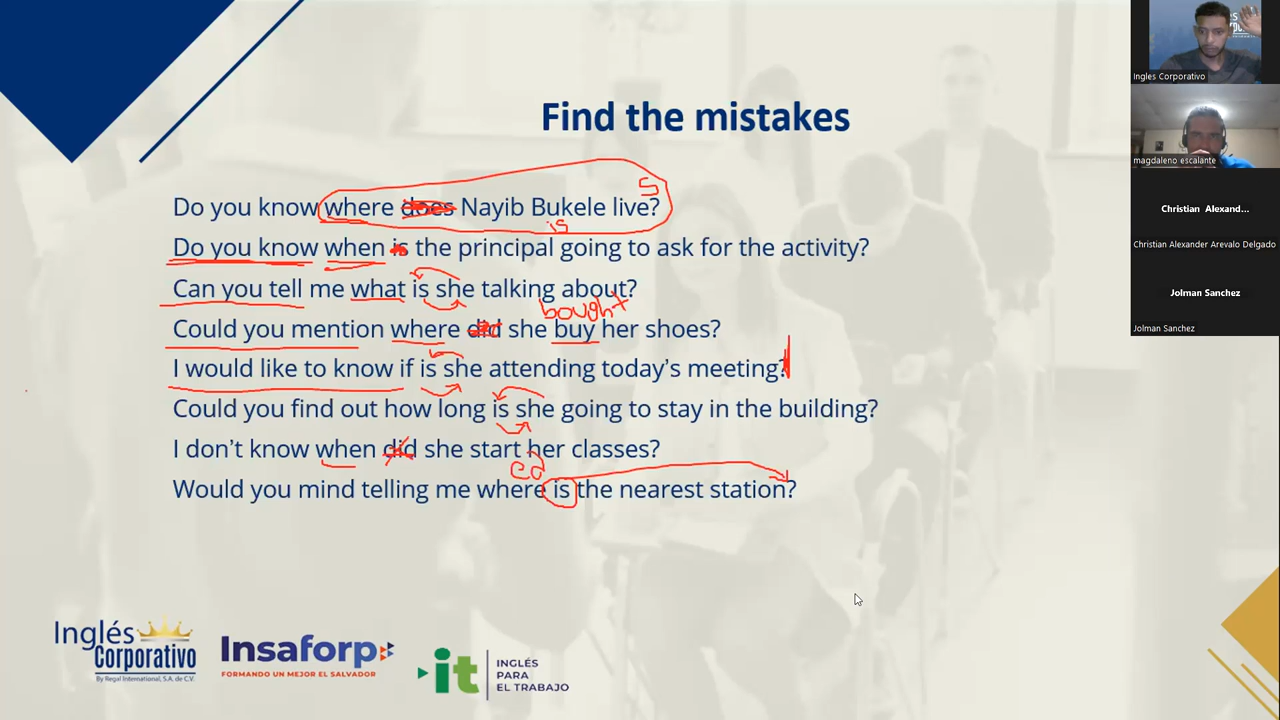 Find the mistakes
Do you know where does Nayib Bukele live?
s
is
Do you know when is the principal going to ask for the activity?
Can you tell me what is she talking about?
bought
Could you mention where did she buy her shoes?
I would like to know if is she attending today's meeting?
Could you find out how long is she going to stay in the building?
I don't know when did she start her classes?
ed
Would you mind telling me where is the nearest station?
Ingles Corporativo
magdaleno escalante
Christian Alexand...
Christian Alexander Arevalo Delgado
Jolman Sanchez
Jolman Sanchez
Inglés
Corporativo
By Regal International, S.A. de C.V.
Insaforp
FORMANDO UN MEJOR EL SALVADOR
it
INGLÉS
PARA
EL TRABAJO